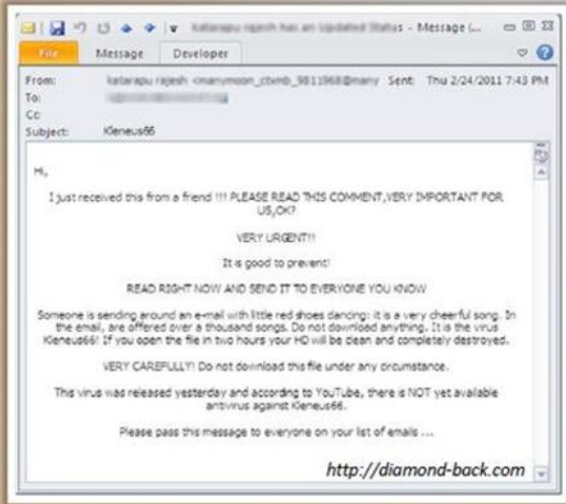 has an Updated Status - Message (...
File Message Developer
From: katarapu rajesh <manymoon_ctxnb_9811968@many Sent: Thu 2/24/2011 7:43 PM
To:
Cc:
Subject: Kleneus66
Hi,
I just received this from a friend !!! PLEASE READ THIS COMMENT,VERY IMPORTANT FOR
US,OK?
VERY URGENT!!
It is good to prevent!
READ RIGHT NOW AND SEND IT TO EVERYONE YOU KNOW
Someone is sending around an e-mail with little red shoes dancing: it is a very cheerful song. In
the email, are offered over a thousand songs. Do not download anything. It is the virus
Kleneus66! If you open the file in two hours your HD will be clean and completely destroyed.
VERY CAREFULLY! Do not download this file under any circumstance.
This virus was released yesterday and according to YouTube, there is NOT yet available
antivirus against Kleneus66.
Please pass this message to everyone on your list of emails ...
http://diamond-back.com